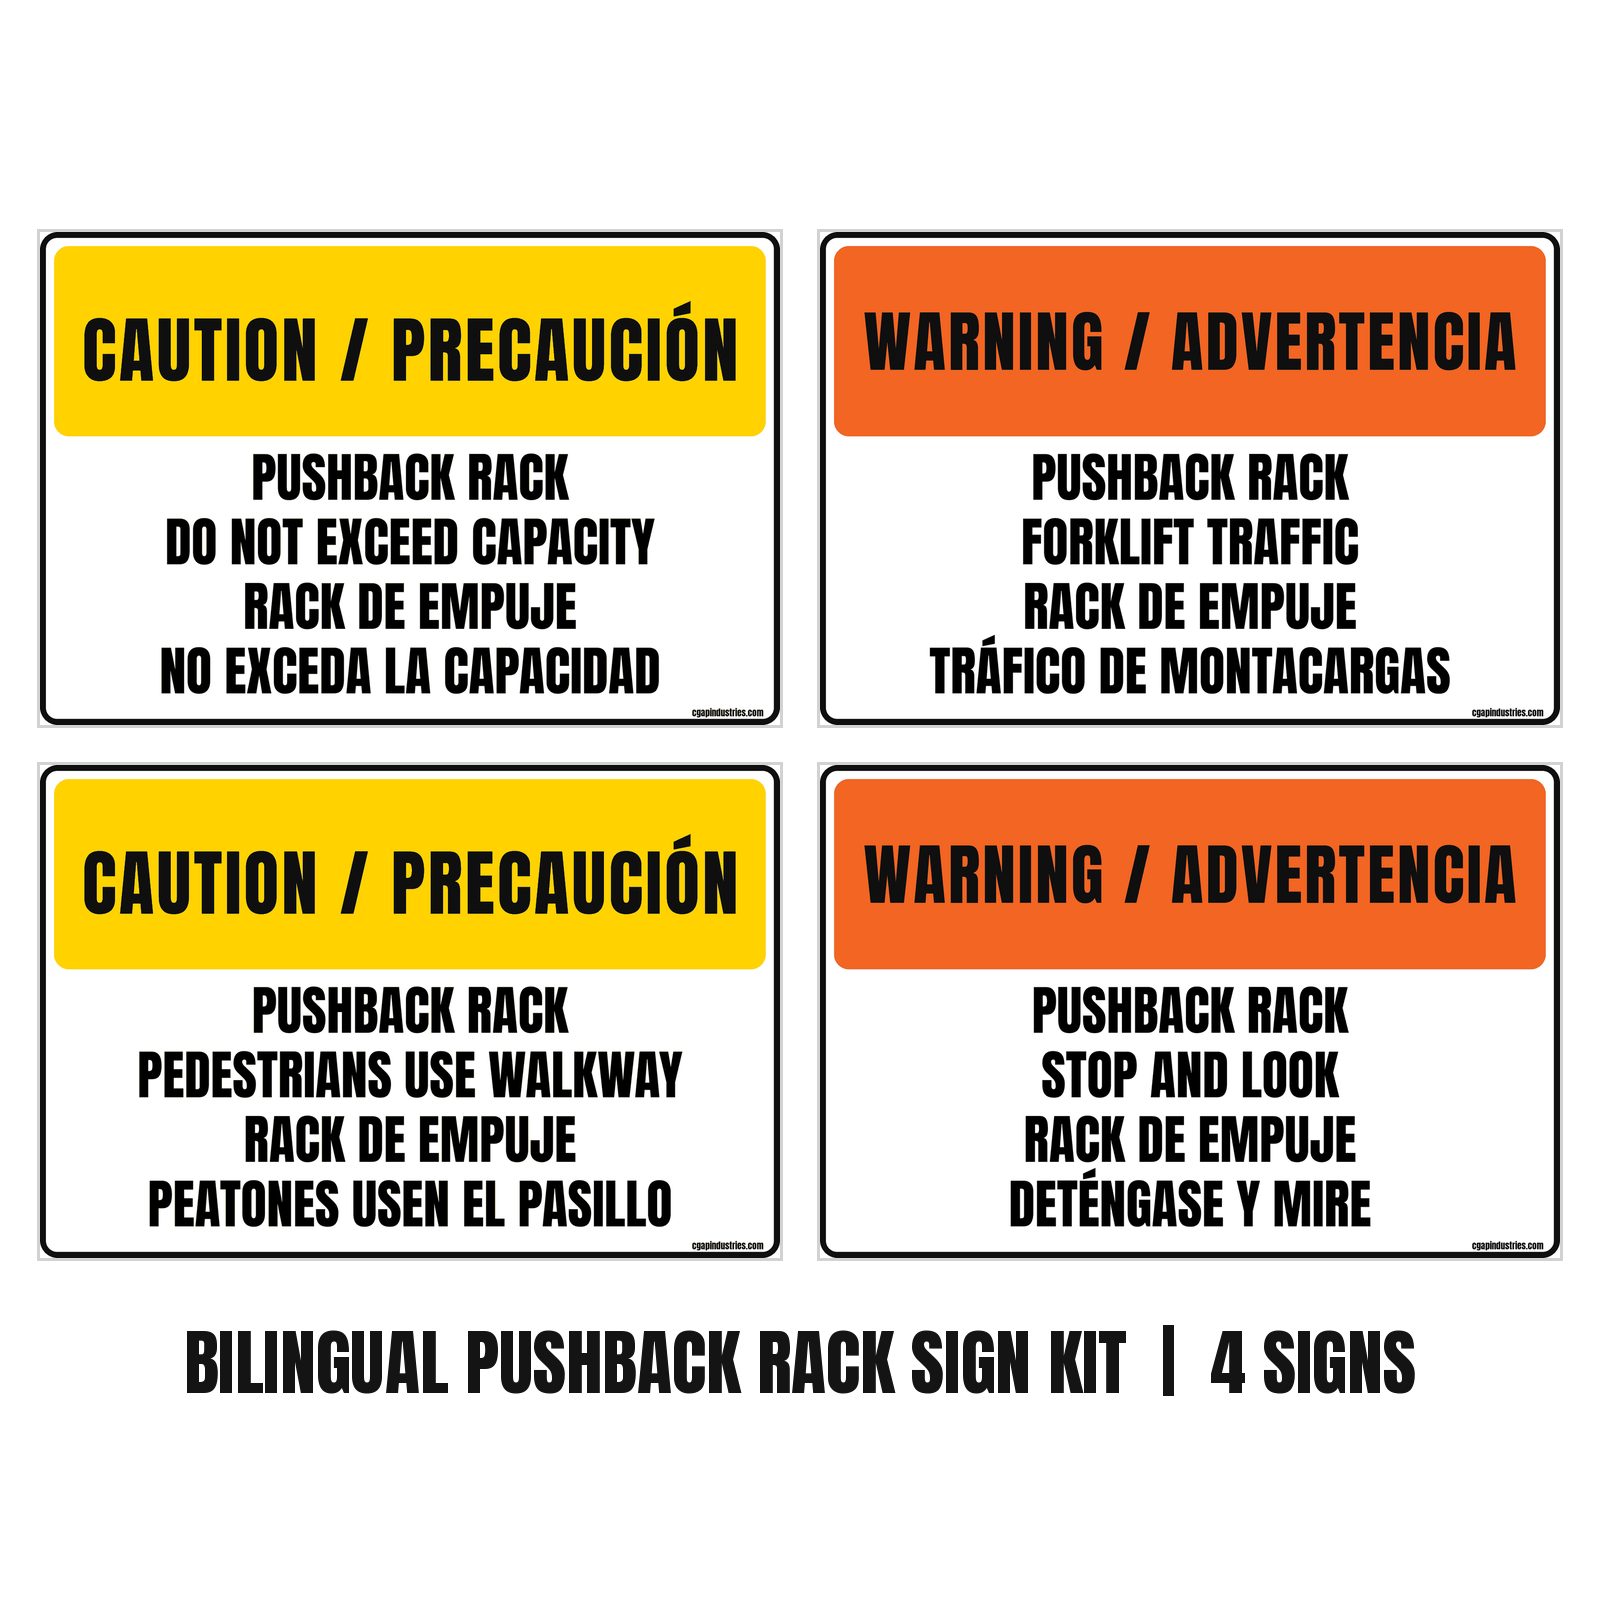 CAUTION / PRECAUCIÓN
PUSHBACK RACK
DO NOT EXCEED CAPACITY
RACK DE EMPUJE
NO EXCEDA LA CAPACIDAD
cgapindustries.com
WARNING / ADVERTENCIA
PUSHBACK RACK
FORKLIFT TRAFFIC
RACK DE EMPUJE
TRÁFICO DE MONTACARGAS
cgapindustries.com
CAUTION / PRECAUCIÓN
PUSHBACK RACK
PEDESTRIANS USE WALKWAY
RACK DE EMPUJE
PEATONES USEN EL PASILLO
cgapindustries.com
WARNING / ADVERTENCIA
PUSHBACK RACK
STOP AND LOOK
RACK DE EMPUJE
DETÉNGASE Y MIRE
cgapindustries.com
BILINGUAL PUSHBACK RACK SIGN KIT | 4 SIGNS